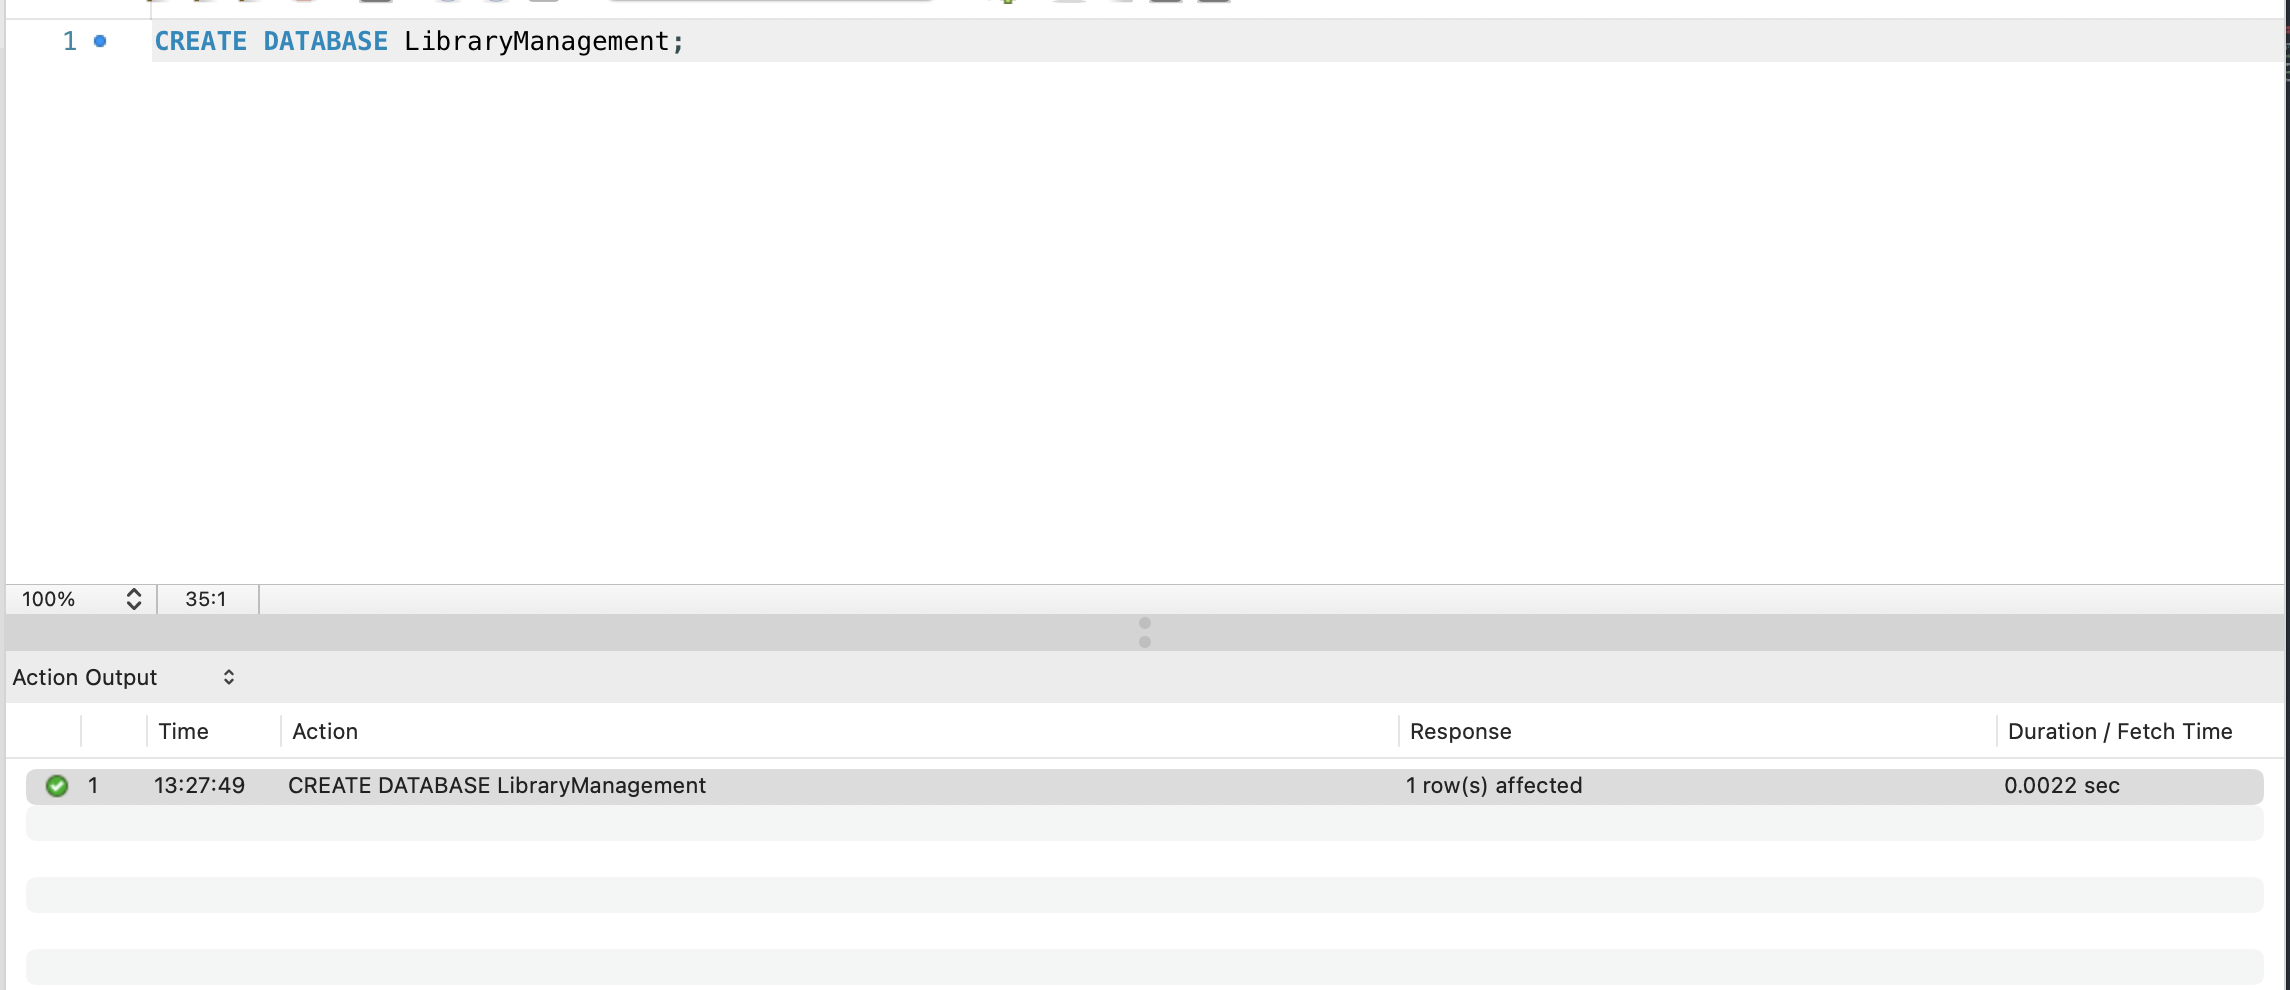 1 CREATE DATABASE LibraryManagement;
100% 35:1
Action Output
Time Action Response Duration / Fetch Time
1 13:27:49 CREATE DATABASE LibraryManagement 1 row(s) affected 0.0022 sec